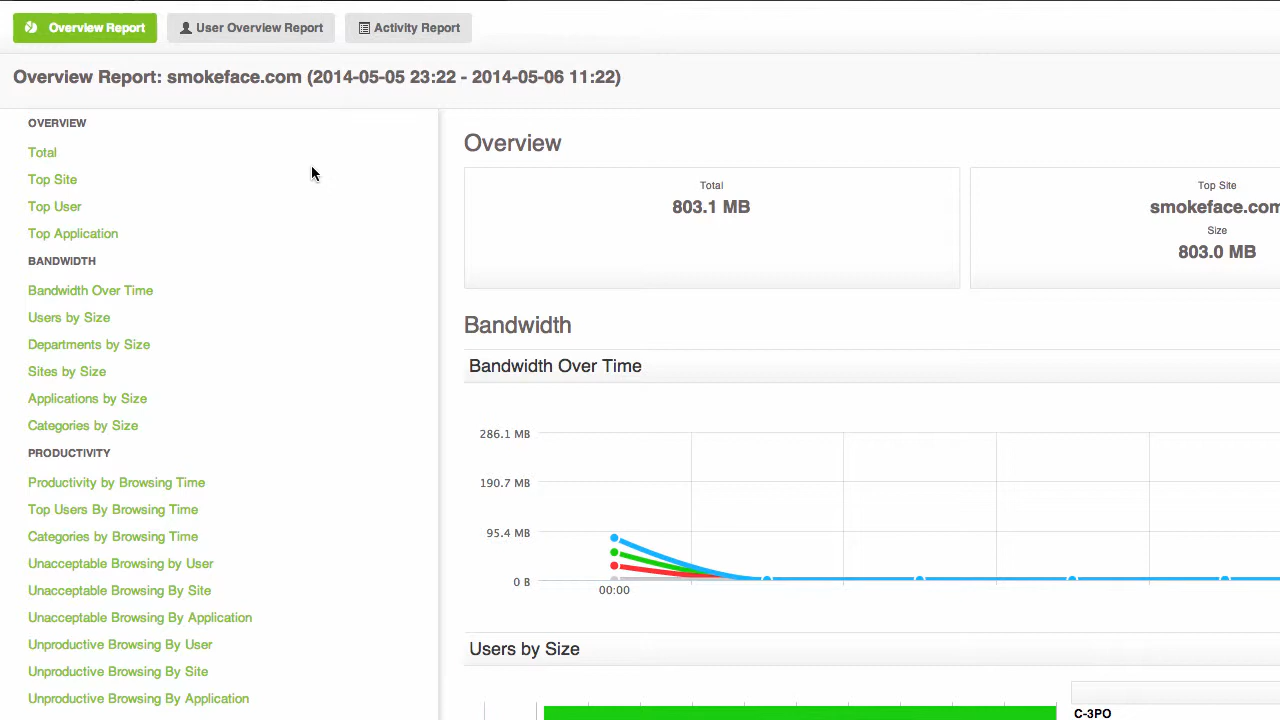 Overview Report
User Overview Report
Activity Report
Overview Report: smokeface.com (2014-05-05 23:22 - 2014-05-06 11:22)
OVERVIEW
Total
Top Site
Top User
Top Application
BANDWIDTH
Bandwidth Over Time
Users by Size
Departments by Size
Sites by Size
Applications by Size
Categories by Size
PRODUCTIVITY
Productivity by Browsing Time
Top Users By Browsing Time
Categories by Browsing Time
Unacceptable Browsing by User
Unacceptable Browsing By Site
Unacceptable Browsing By Application
Unproductive Browsing By User
Unproductive Browsing By Site
Unproductive Browsing By Application
Overview
Total
803.1 MB
Top Site
smokeface.com
Size
803.0 MB
Bandwidth
Bandwidth Over Time
286.1 MB
190.7 MB
95.4 MB
0 B
00:00
Users by Size
C-3PO